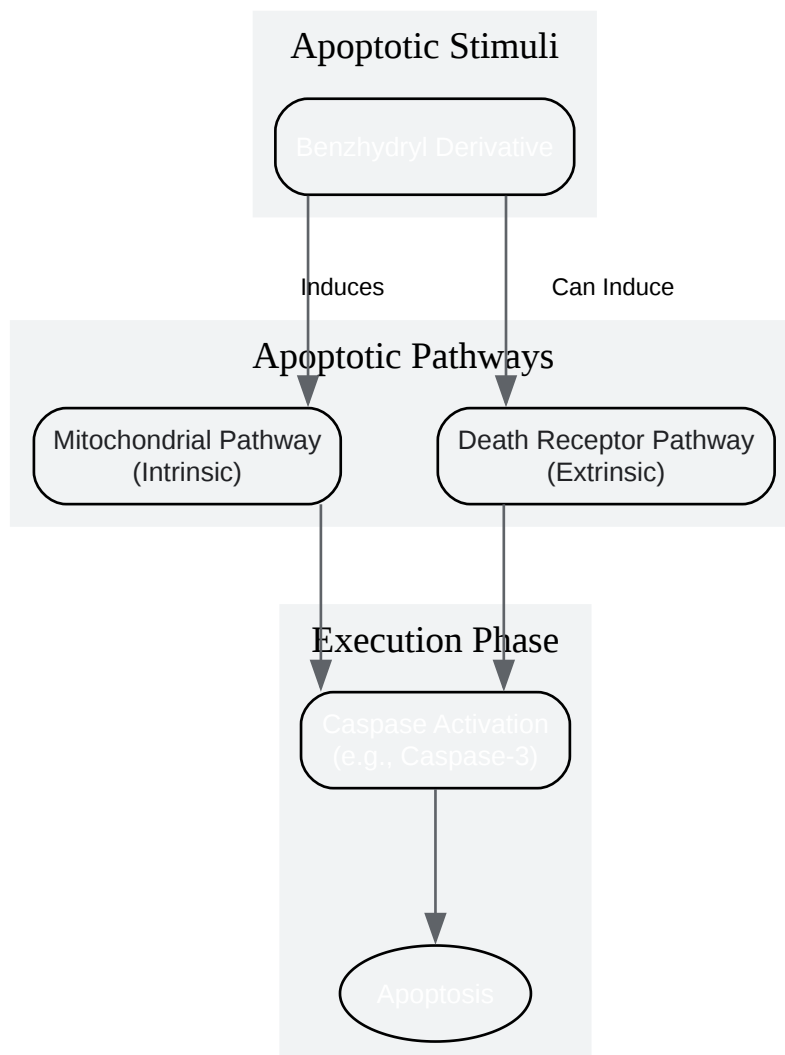 Apoptotic Stimuli
Benzhydryl Derivative
Induces
Can Induce
Apoptotic Pathways
Mitochondrial Pathway
(Intrinsic)
Death Receptor Pathway
(Extrinsic)
Execution Phase
Caspase Activation
(e.g., Caspase-3)
Apoptosis